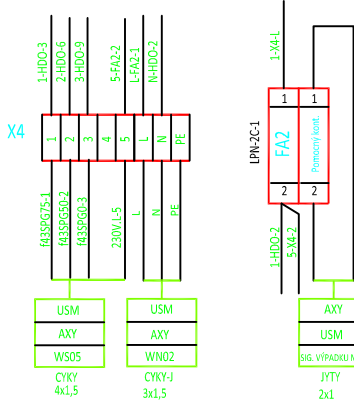 1-HDO-3
2-HDO-6
3-HDO-9
5-FA2-2
L-FA2-1
N-HDO-2
X4
1
2
3
4
5
L
N
PE
f43SPG75-1
f43SPG50-2
f43SPG0-3
230V.L-5
L
N
PE
USM
AXY
WS05
CYKY
4x1,5
USM
AXY
WN02
CYKY-J
3x1,5
1-X4-L
LPN-2C-1
1
1
FA2
Pomocný kont.
2
2
1-HDO-2
5-X4-2
AXY
USM
SIG. VÝPADKU
JYTY
2x1